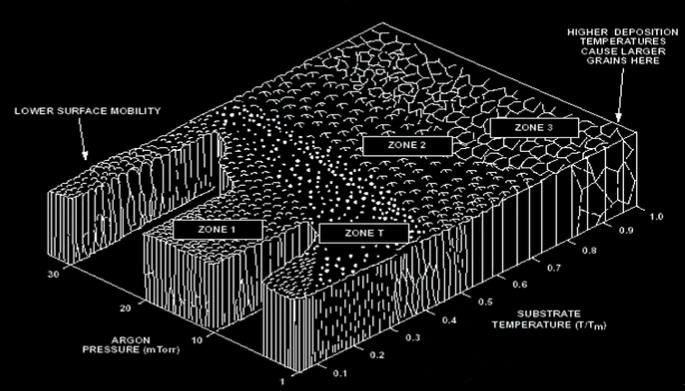 HIGHER DEPOSITION
TEMPERATURES
CAUSE LARGER
GRAINS HERE
LOWER SURFACE MOBILITY
ZONE 3
ZONE 2
ZONE 1
ZONE T
1.0
0.9
0.8
0.7
0.6
0.5
0.4
0.3
0.2
0.1
30
20
10
1
SUBSTRATE
TEMPERATURE (T/Tm)
ARGON
PRESSURE (mTorr)